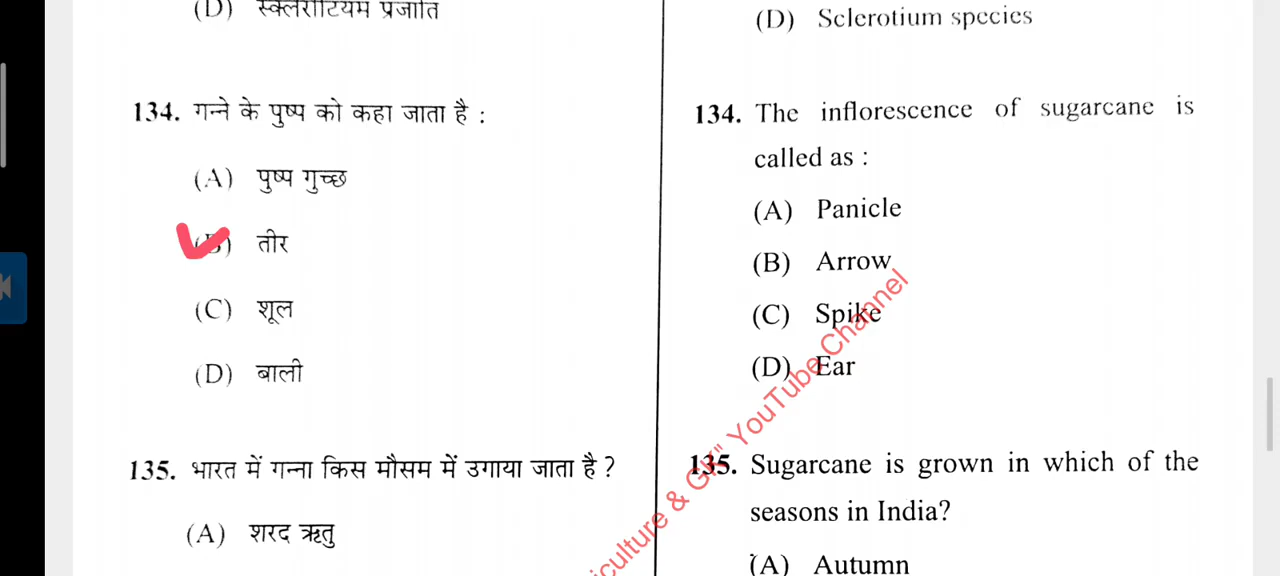 (D) स्क्लेरोटियम प्रजाति
134. गन्ने के पुष्प को कहा जाता है :
(A) पुष्प गुच्छ
(B) तीर
(C) शूल
(D) बाली
135. भारत में गन्ना किस मौसम में उगाया जाता है ?
(A) शरद ऋतु
(D) Sclerotium species
134. The inflorescence of sugarcane is
called as :
(A) Panicle
(B) Arrow
(C) Spike
(D) Ear
135. Sugarcane is grown in which of the
seasons in India?
(A) Autumn
& GK" YouTube Channel